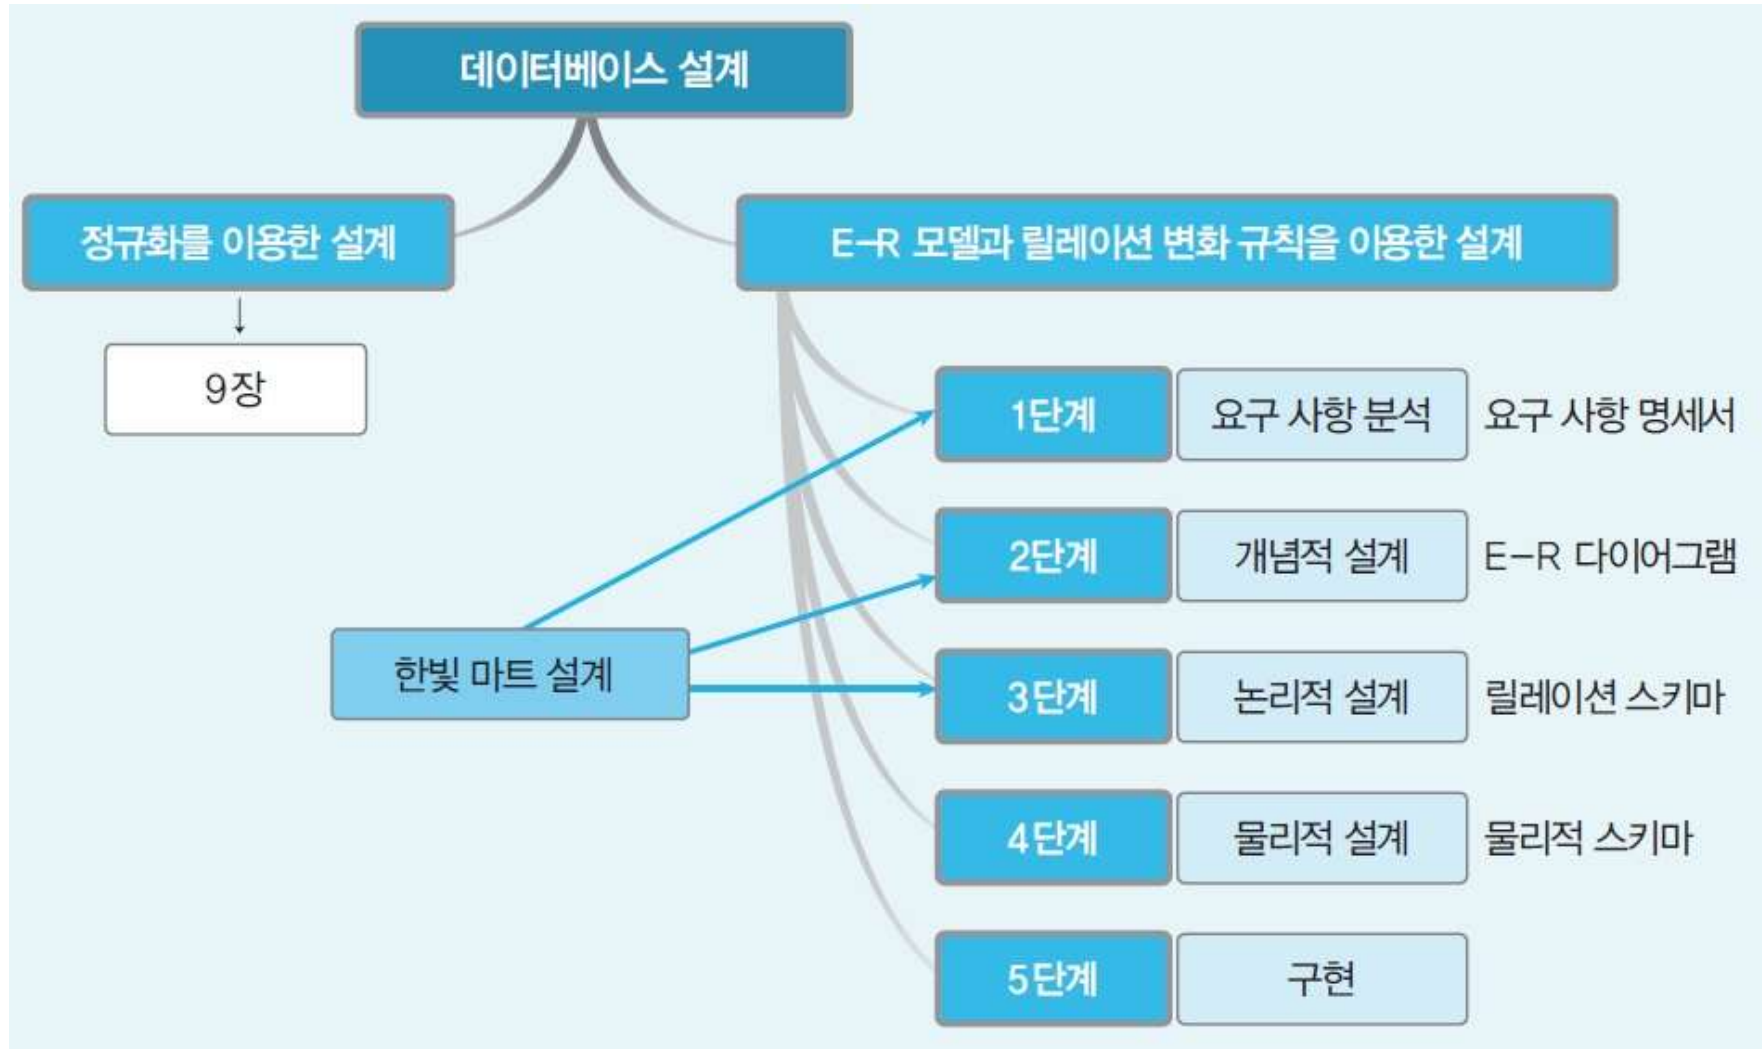 데이터베이스 설계
정규화를 이용한 설계
E-R 모델과 릴레이션 변화 규칙을 이용한 설계
9장
1단계 요구 사항 분석 요구 사항 명세서
2단계 개념적 설계 E-R 다이어그램
한빛 마트 설계
3단계 논리적 설계 릴레이션 스키마
4단계 물리적 설계 물리적 스키마
5단계 구현